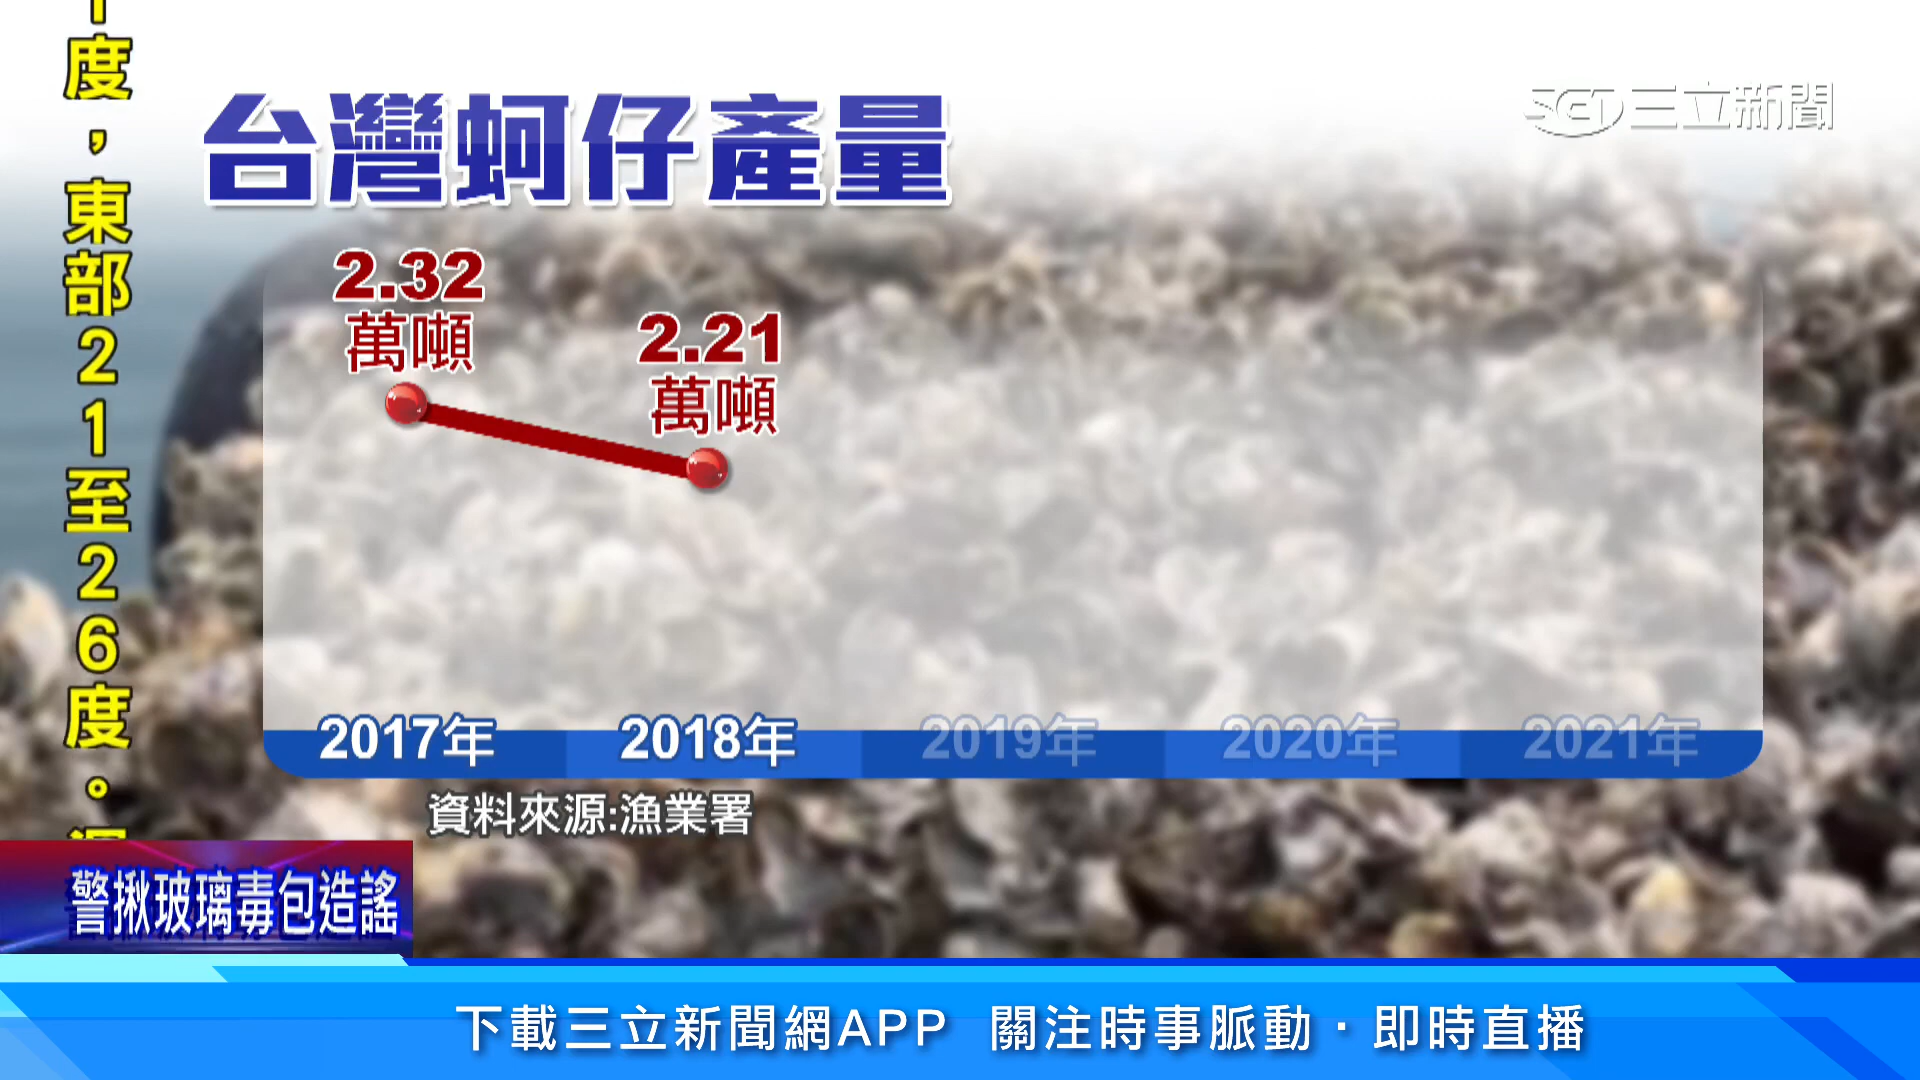 度，東部21至26度。
台灣蚵仔產量
SET三立新聞
2.32
萬噸
2.21
萬噸
2017年
2018年
2019年
2020年
2021年
資料來源:漁業署
警揪玻璃毒包造謠
下載三立新聞網APP 關注時事脈動．即時直播